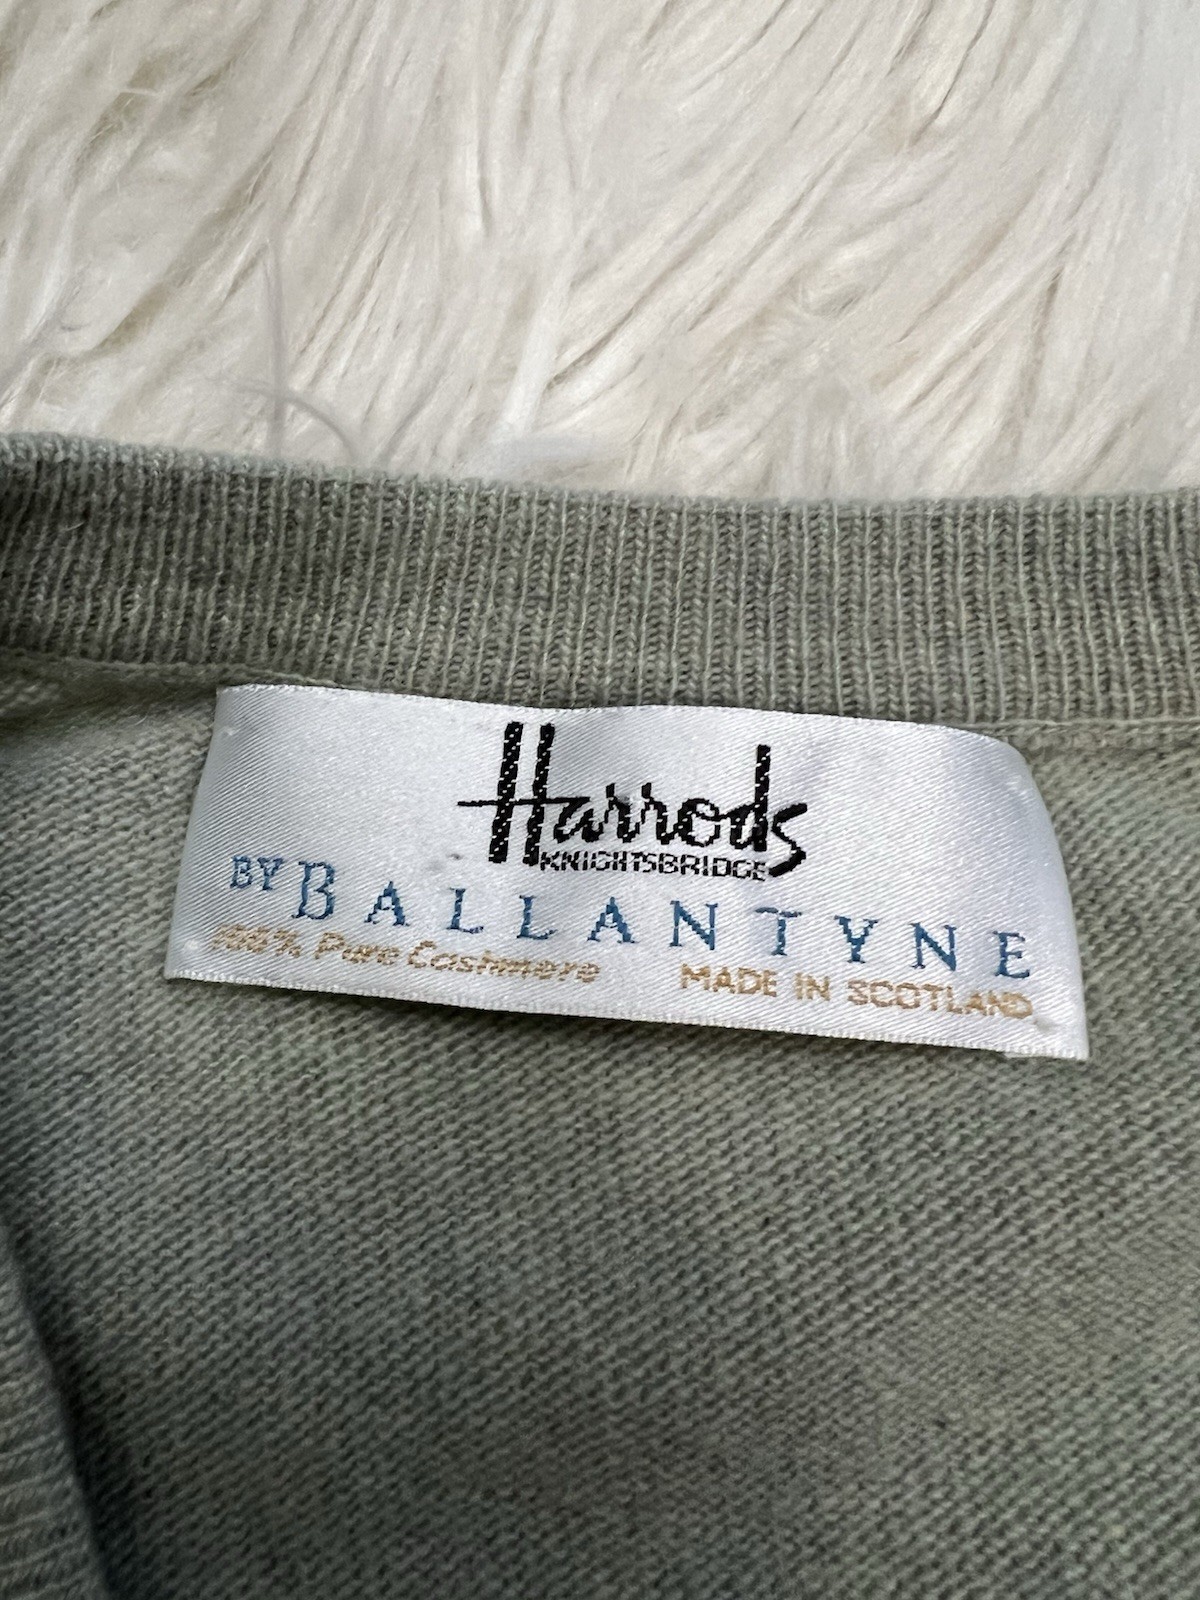 Harrods
KNIGHTSBRIDGE
BY BALLANTYNE
100% Pure Cashmere MADE IN SCOTLAND